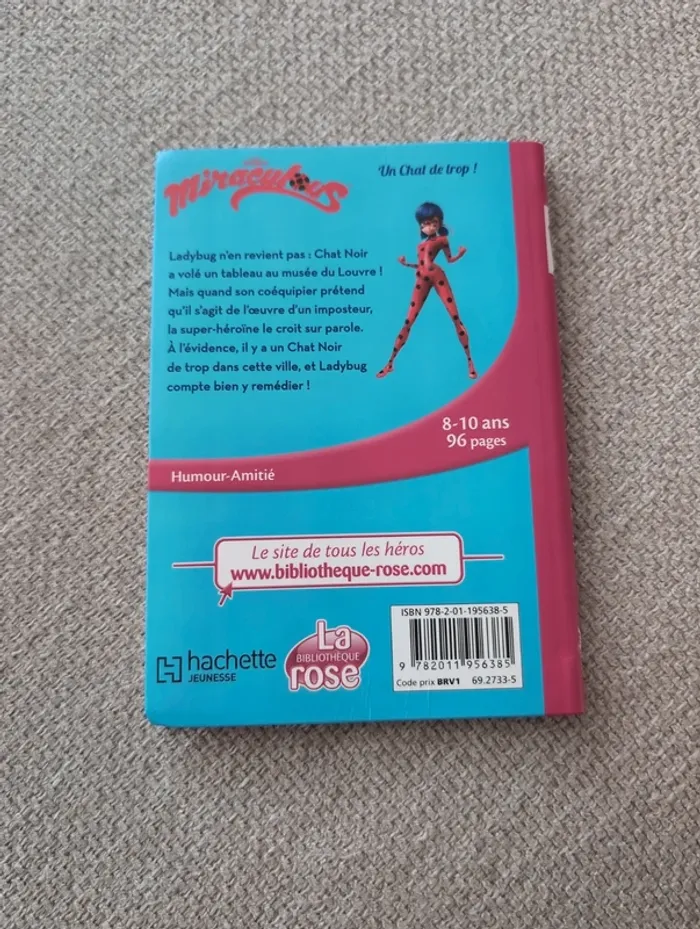 Miraculous
Un Chat de trop !
Ladybug n'en revient pas : Chat Noir
a volé un tableau au musée du Louvre !
Mais quand son coéquipier prétend
qu'il s'agit de l'œuvre d'un imposteur,
la super-héroïne le croit sur parole.
À l'évidence, il y a un Chat Noir
de trop dans cette ville, et Ladybug
compte bien y remédier !
8-10 ans
96 pages
Humour-Amitié
Le site de tous les héros
www.bibliotheque-rose.com
hachette
JEUNESSE
La
BIBLIOTHÈQUE
rose
ISBN 978-2-01-195638-5
9 782011 956385
Code prix BRV1 69.2733-5